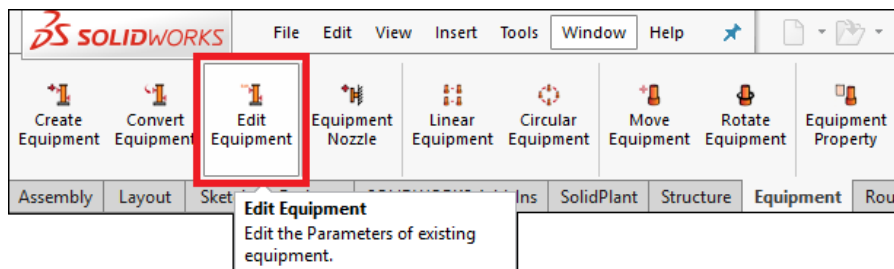 SOLIDWORKS File Edit View Insert Tools Window Help
Create Equipment
Convert Equipment
Edit Equipment
Equipment Nozzle
Linear Equipment
Circular Equipment
Move Equipment
Rotate Equipment
Equipment Property
Assembly Layout Ins SolidPlant Structure Equipment Rou
Edit Equipment
Edit the Parameters of existing
equipment.